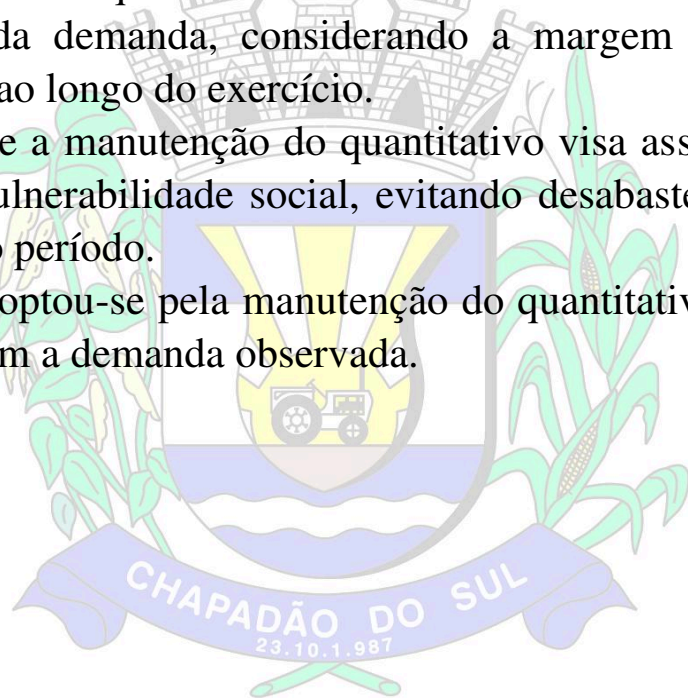 da demanda, considerando a margem
ao longo do exercício.
e a manutenção do quantitativo visa ass
ulnerabilidade social, evitando desabaste
o período.
optou-se pela manutenção do quantitativ
m a demanda observada.
CHAPADÃO DO SUL
23.10.1.987